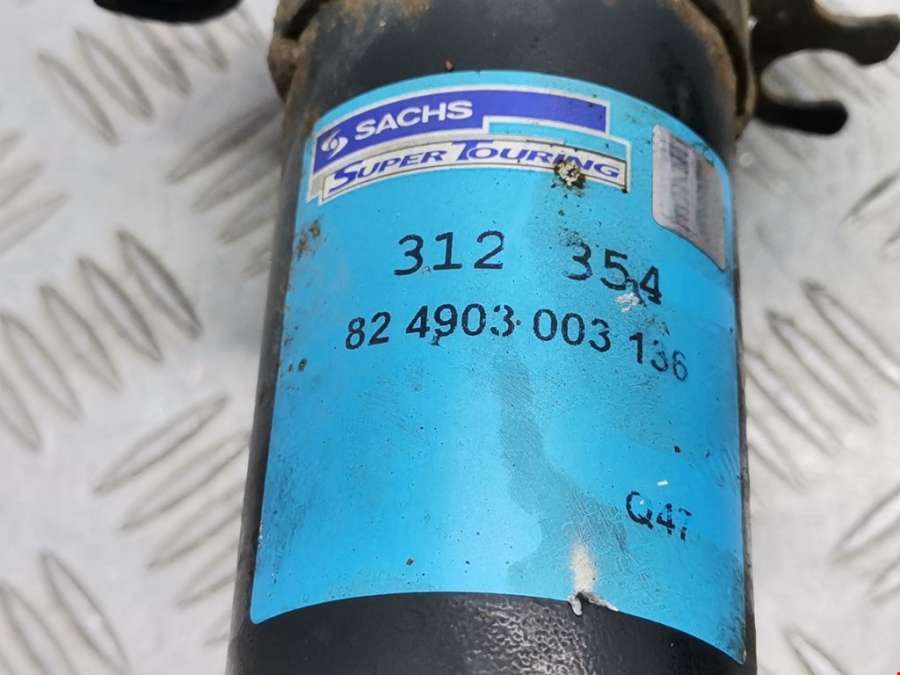 SACHS
SUPER TOURING
312 354
82 4903 003 136
Q47